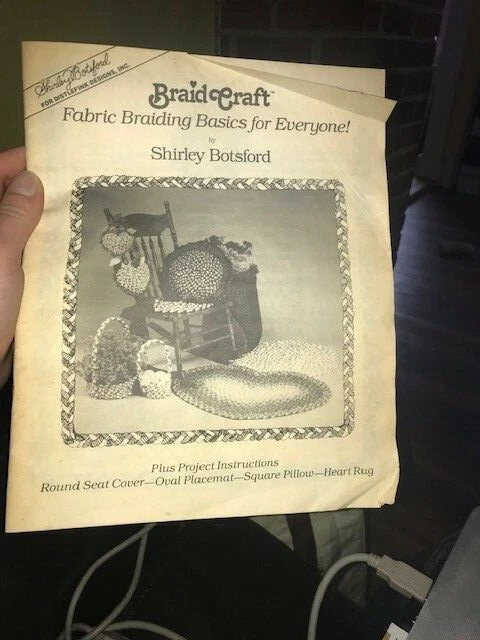 Shirley Botsford
FOR DISTLEFINK DESIGNS, INC.
BraidCraft™
Fabric Braiding Basics for Everyone!
by
Shirley Botsford
Plus Project Instructions
Round Seat Cover—Oval Placemat—Square Pillow—Heart Rug